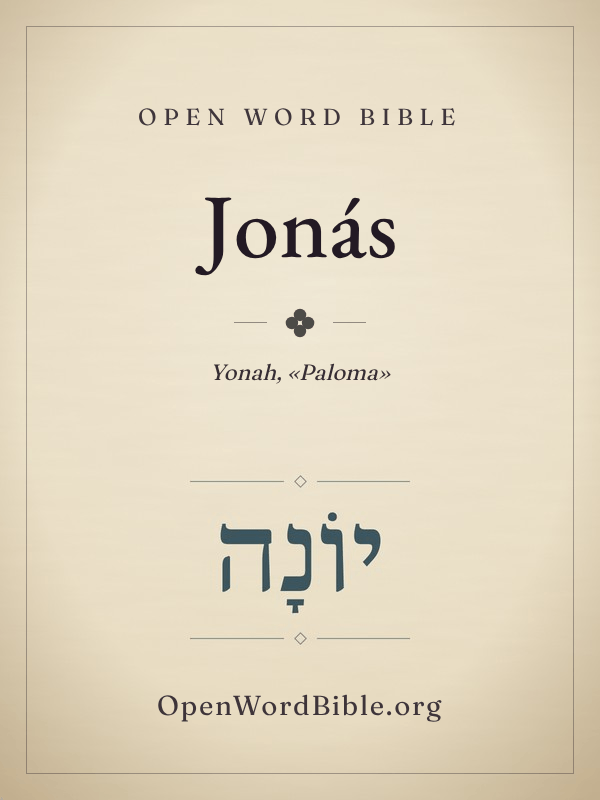 OPEN WORD BIBLE
Jonás
Yonah, «Paloma»
יוֹנָה
OpenWordBible.org